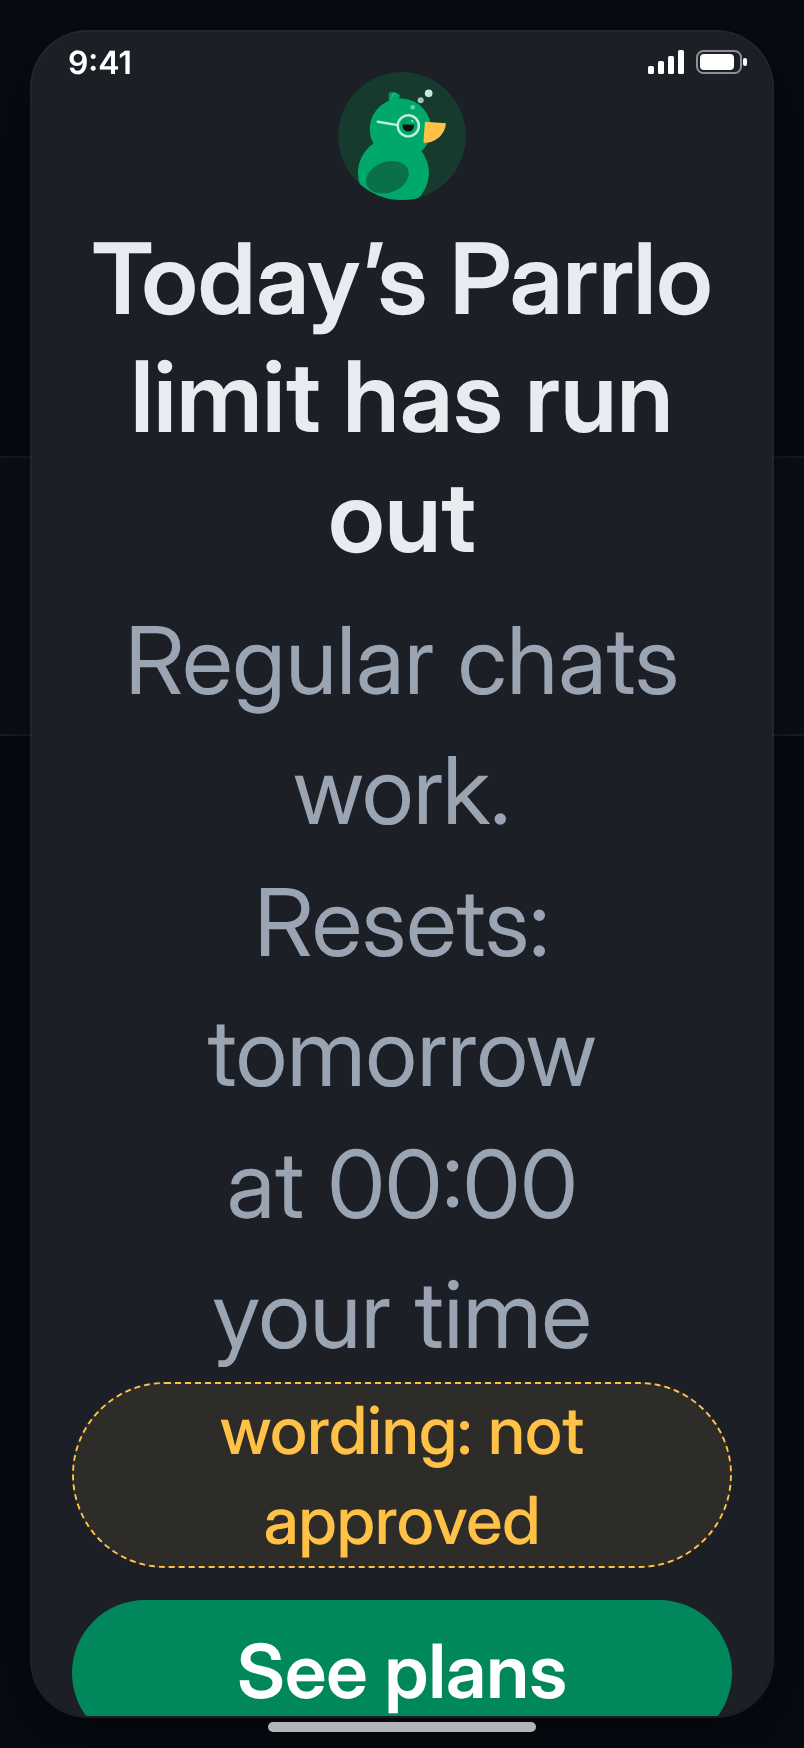 9:41
Today’s Parrlo
limit has run
out
Regular chats
work.
Resets:
tomorrow
at 00:00
your time
wording: not
approved
See plans